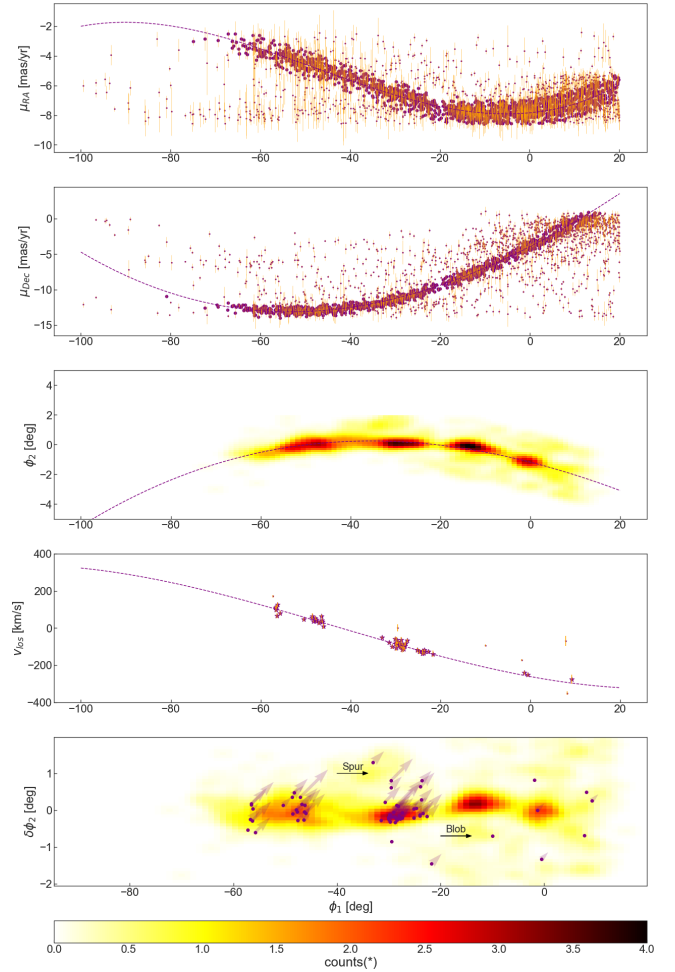 μRA [mas/yr]
−2
−4
−6
−8
−10
−100 −80 −60 −40 −20 0 20
μDec [mas/yr]
0
−5
−10
−15
−100 −80 −60 −40 −20 0 20
ϕ2 [deg]
4
2
0
−2
−4
−100 −80 −60 −40 −20 0 20
vlos [km/s]
400
200
0
−200
−400
−100 −80 −60 −40 −20 0 20
δϕ2 [deg]
1
0
−1
−2
Spur
Blob
−80 −60 −40 −20 0
ϕ1 [deg]
0.0 0.5 1.0 1.5 2.0 2.5 3.0 3.5 4.0
counts(*)